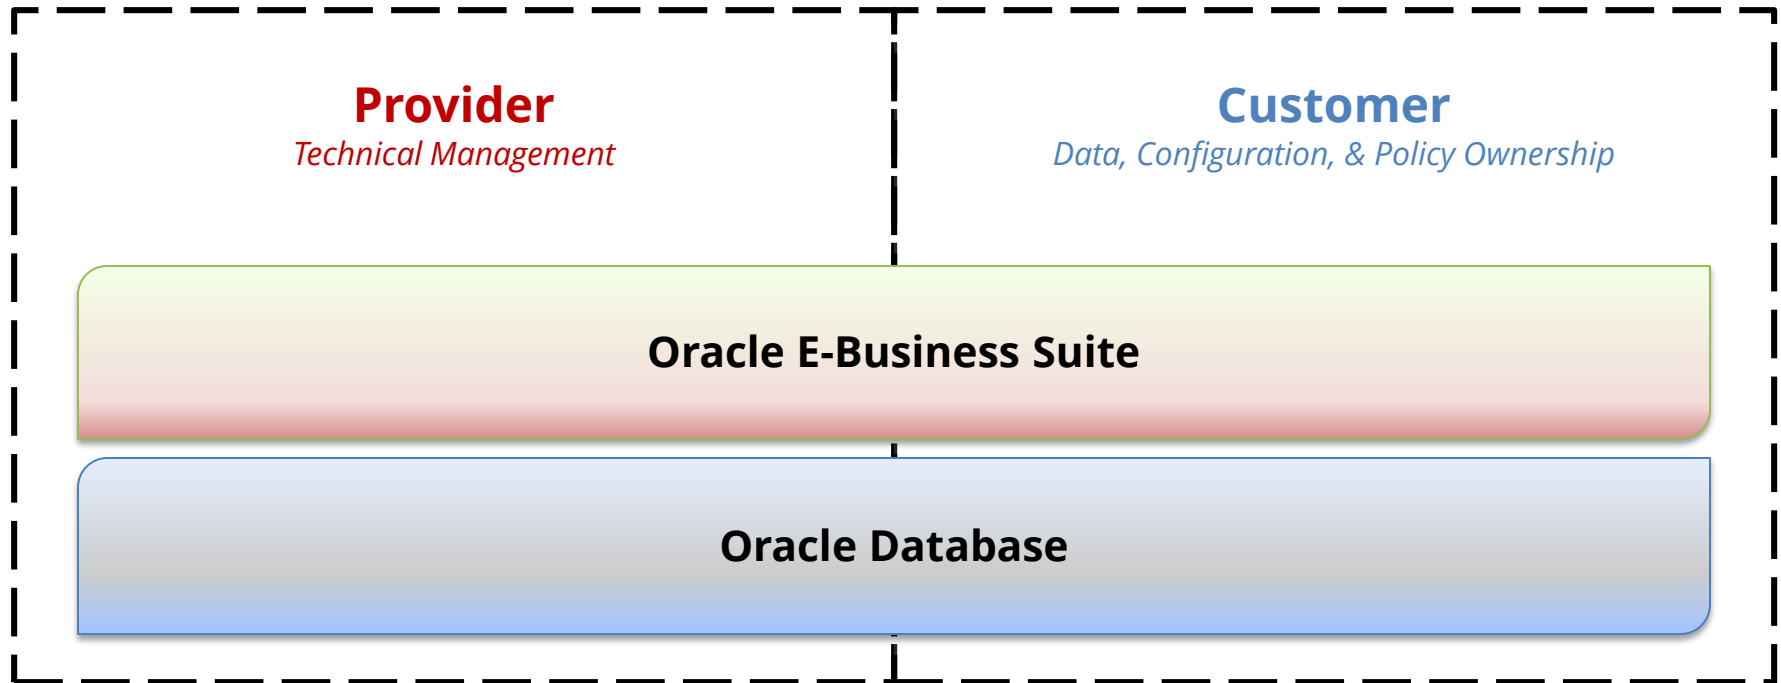 Provider
Technical Management
Customer
Data, Configuration, & Policy Ownership
Oracle E-Business Suite
Oracle Database